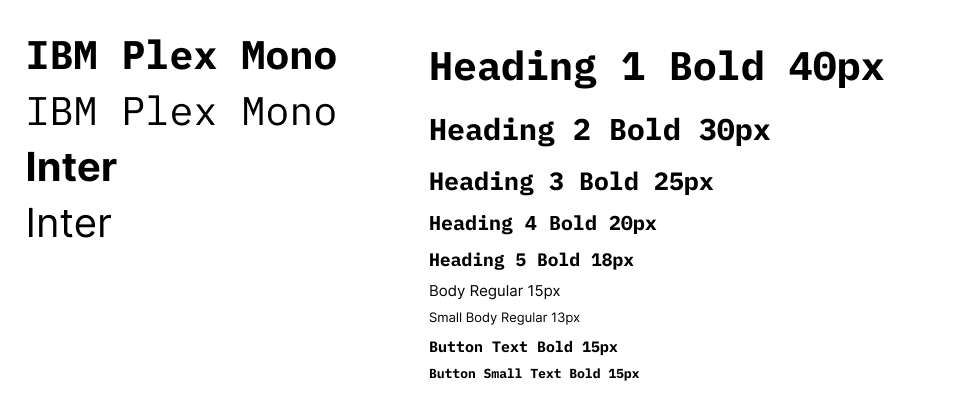 IBM Plex Mono
IBM Plex Mono
Inter
Inter
Heading 1 Bold 40px
Heading 2 Bold 30px
Heading 3 Bold 25px
Heading 4 Bold 20px
Heading 5 Bold 18px
Body Regular 15px
Small Body Regular 13px
Button Text Bold 15px
Button Small Text Bold 15px